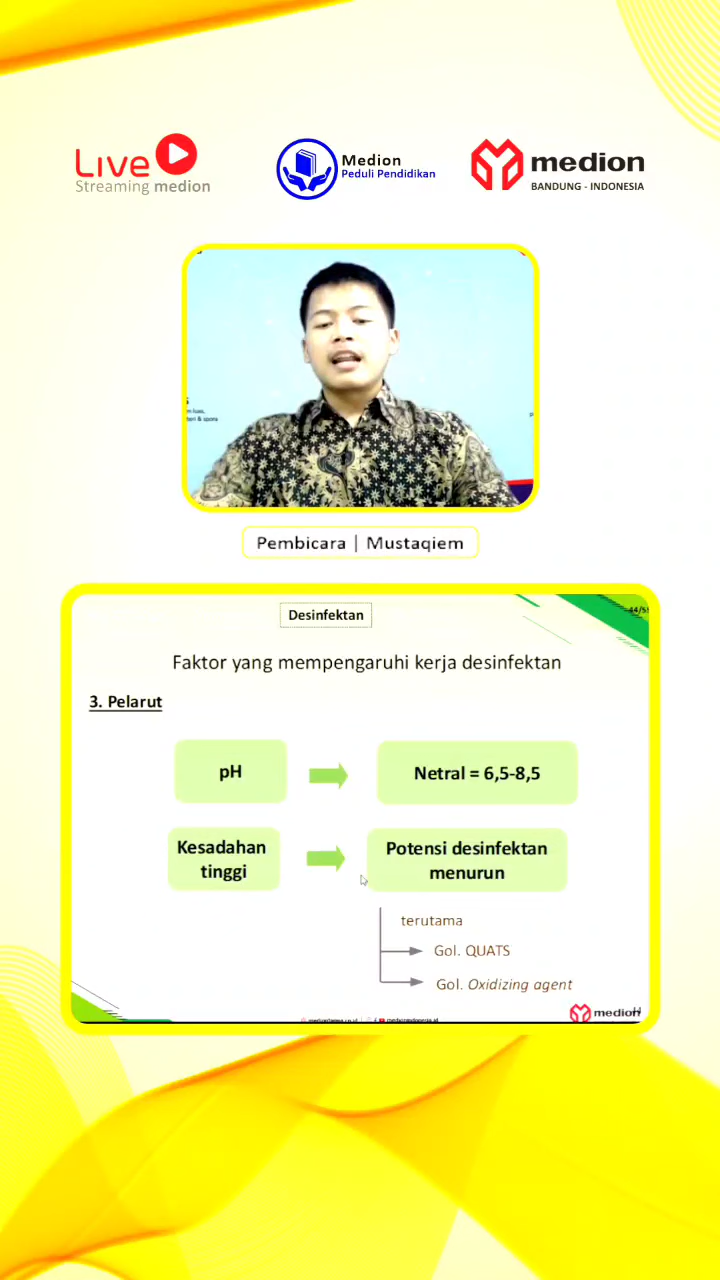 Live
Streaming medion
Medion
Peduli Pendidikan
medion
BANDUNG - INDONESIA
Pembicara | Mustaqiem
Desinfektan
Faktor yang mempengaruhi kerja desinfektan
3. Pelarut
pH
Netral = 6,5-8,5
Kesadahan
tinggi
Potensi desinfektan
menurun
terutama
Gol. QUATS
Gol. Oxidizing agent
medion